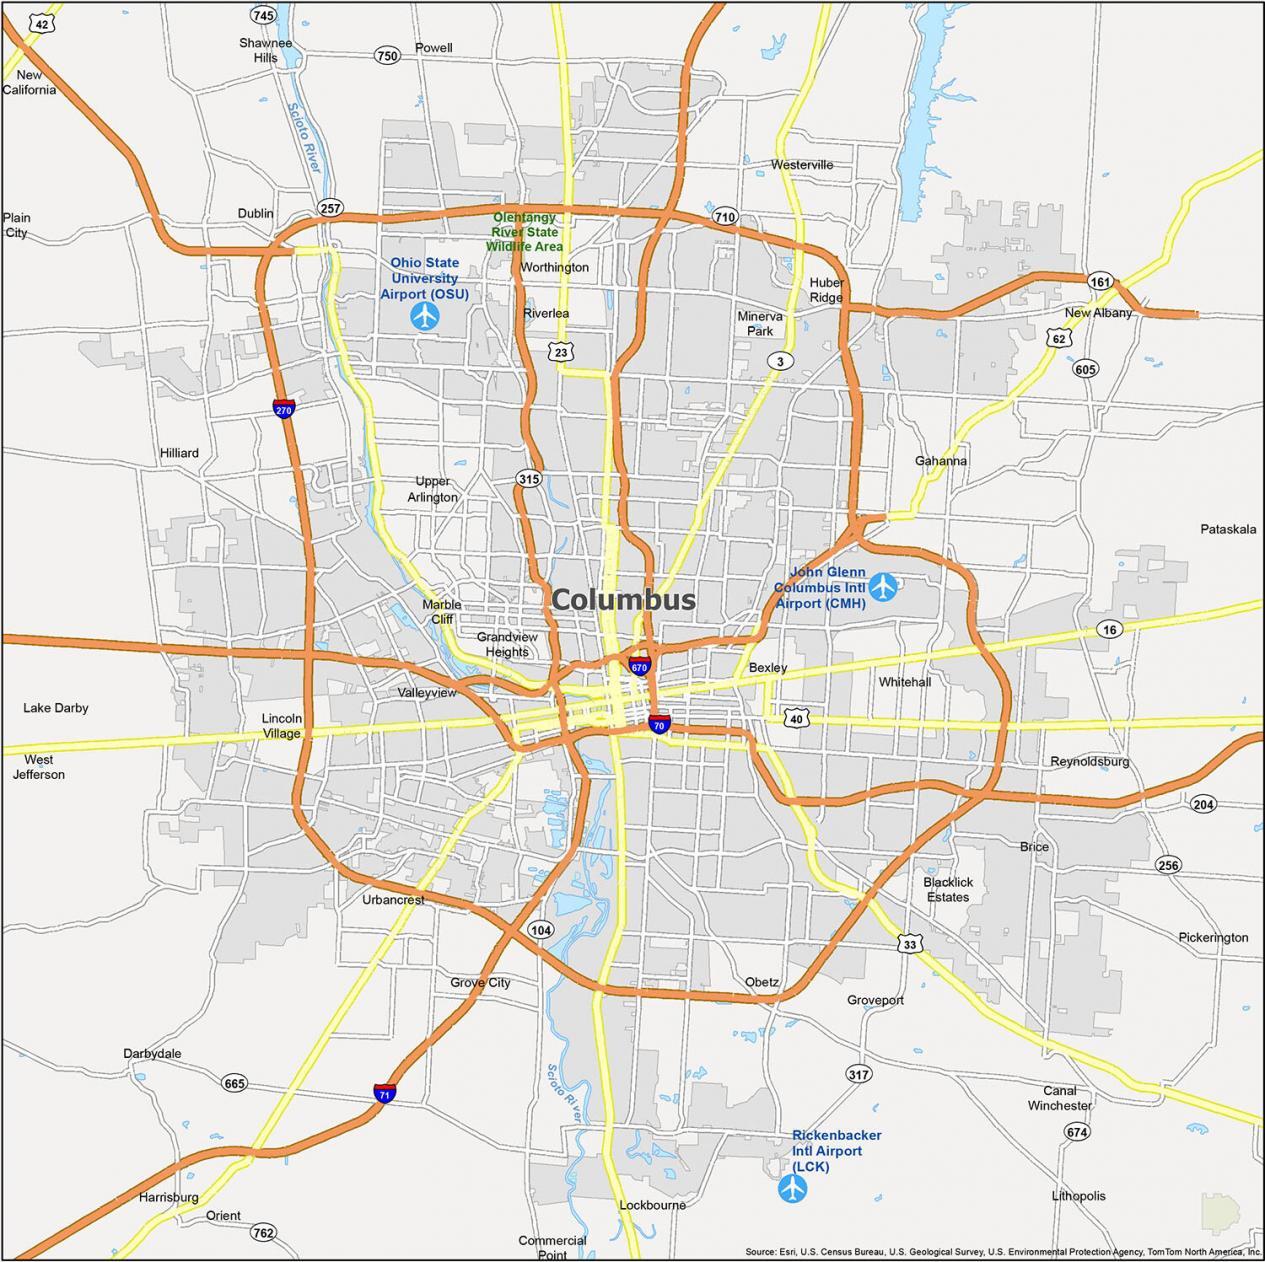 745
42
Shawnee
Hills
750
Powell
New
California
Scioto River
Westerville
257
Dublin
710
Plain
City
Olentangy
River State
Wildlife Area
Worthington
Ohio State
University
Airport (OSU)
Huber
Ridge
161
Riverlea
Minerva
Park
New Albany
62
23
3
605
270
Hilliard
Gahanna
315
Upper
Arlington
Pataskala
John Glenn
Columbus Intl
Airport (CMH)
Columbus
Marble
Cliff
16
Grandview
Heights
670
Bexley
Whitehall
Valleyview
Lake Darby
Lincoln
Village
70
40
West
Jefferson
Reynoldsburg
204
Brice
256
Blacklick
Estates
Urbancrest
104
33
Pickerington
Grove City
Obetz
Groveport
Darbydale
665
71
Scioto River
317
Canal
Winchester
674
Rickenbacker
Intl Airport
(LCK)
Harrisburg
Lithopolis
Orient
Lockbourne
762
Commercial
Point
Source: Esri, U.S. Census Bureau, U.S. Geological Survey, U.S. Environmental Protection Agency, TomTom North America, Inc.